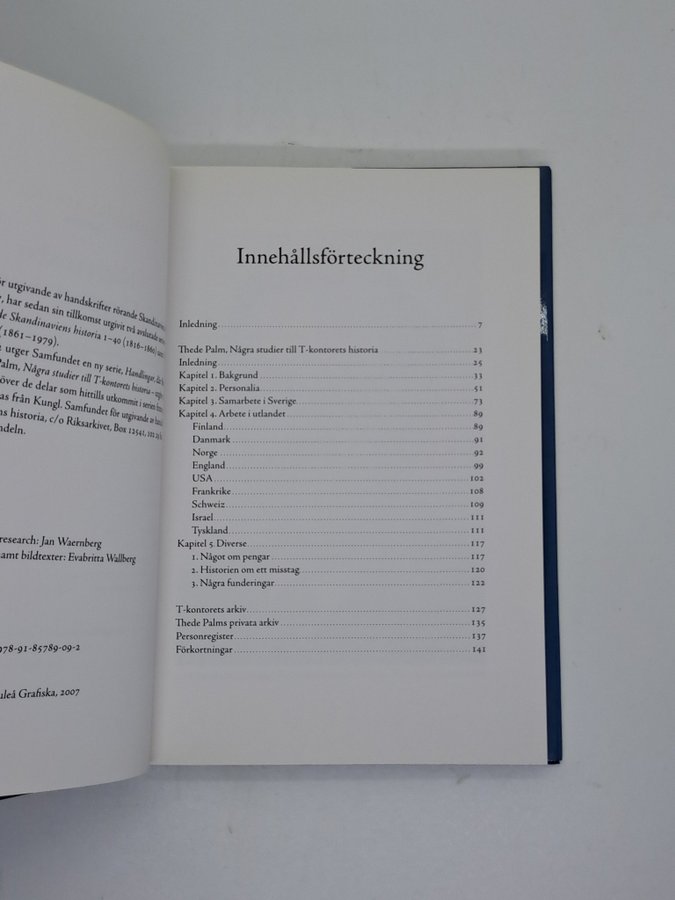 ör utgivande av handskrifter rörande Skandinav
, har sedan sin tillkomst utgivit två avslutade
de Skandinaviens historia 1–40 (1816–1860)
(1861–1979).
utger Samfundet en ny serie, Handlingar,
Palm, Några studier till T-kontorets historia
över de delar som hittills utkommit i serien
as från Kungl. Samfundet för utgivande av
ns historia, c/o Riksarkivet, Box 12541,
ndeln.
research: Jan Waernberg
amt bildtexter: Evabritta Wallberg
978-91-85789-09-2
uleå Grafiska, 2007
Innehållsförteckning
Inledning 7
Thede Palm, Några studier till T-kontorets historia 23
Inledning 25
Kapitel 1. Bakgrund 33
Kapitel 2. Personalia 51
Kapitel 3. Samarbete i Sverige 73
Kapitel 4. Arbete i utlandet 89
Finland 89
Danmark 91
Norge 92
England 99
USA 102
Frankrike 108
Schweiz 109
Israel 111
Tyskland 111
Kapitel 5. Diverse 117
1. Något om pengar 117
2. Historien om ett misstag 120
3. Några funderingar 122
T-kontorets arkiv 127
Thede Palms privata arkiv 135
Personregister 137
Förkortningar 141